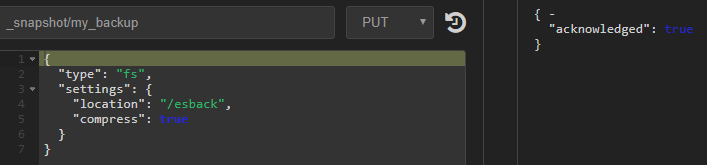 _snapshot/my_backup
PUT
1 {
2 "type": "fs",
3 "settings": {
4 "location": "/esback",
5 "compress": true
6 }
7 }
{ -
"acknowledged": true
}